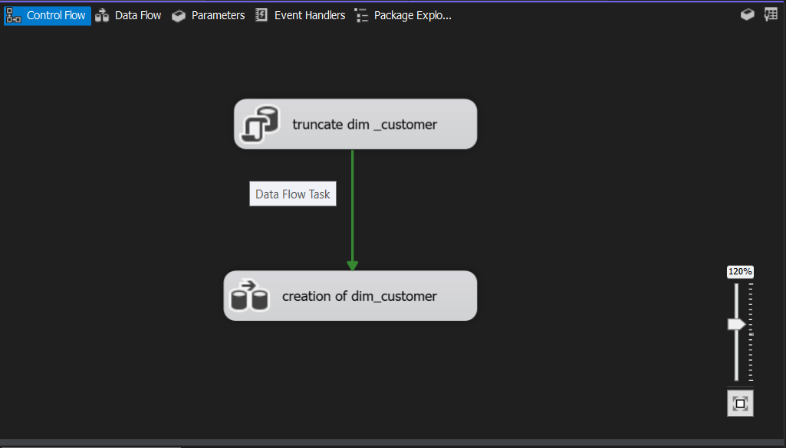 Control Flow Data Flow Parameters Event Handlers Package Explo...
truncate dim _customer
Data Flow Task
creation of dim_customer
120%